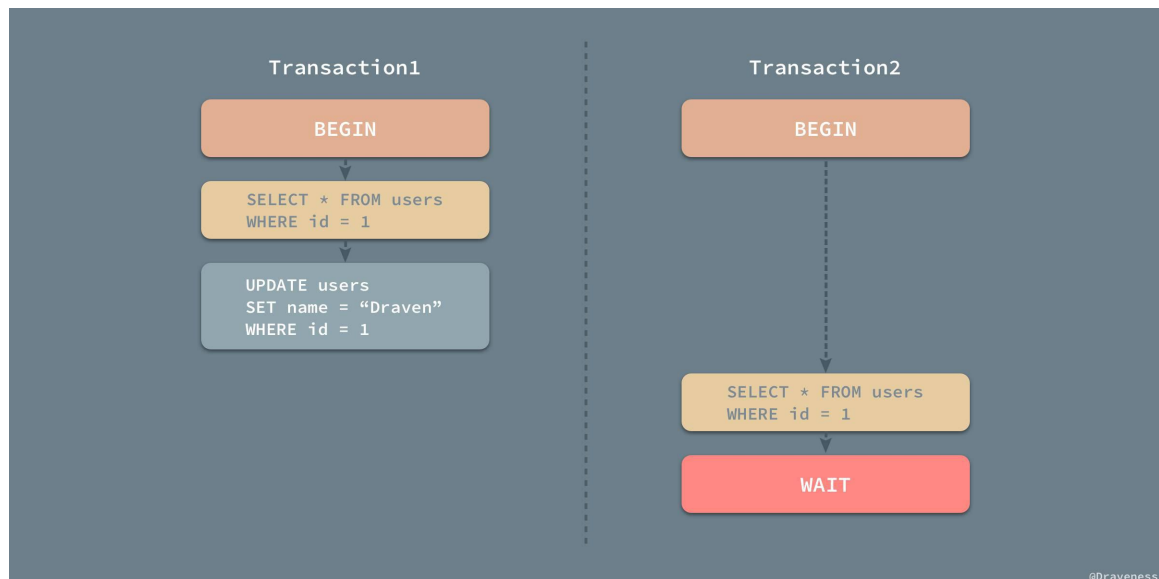 Transaction1
BEGIN
SELECT * FROM users
WHERE id = 1
UPDATE users
SET name = “Draven”
WHERE id = 1
Transaction2
BEGIN
SELECT * FROM users
WHERE id = 1
WAIT
@Draveness